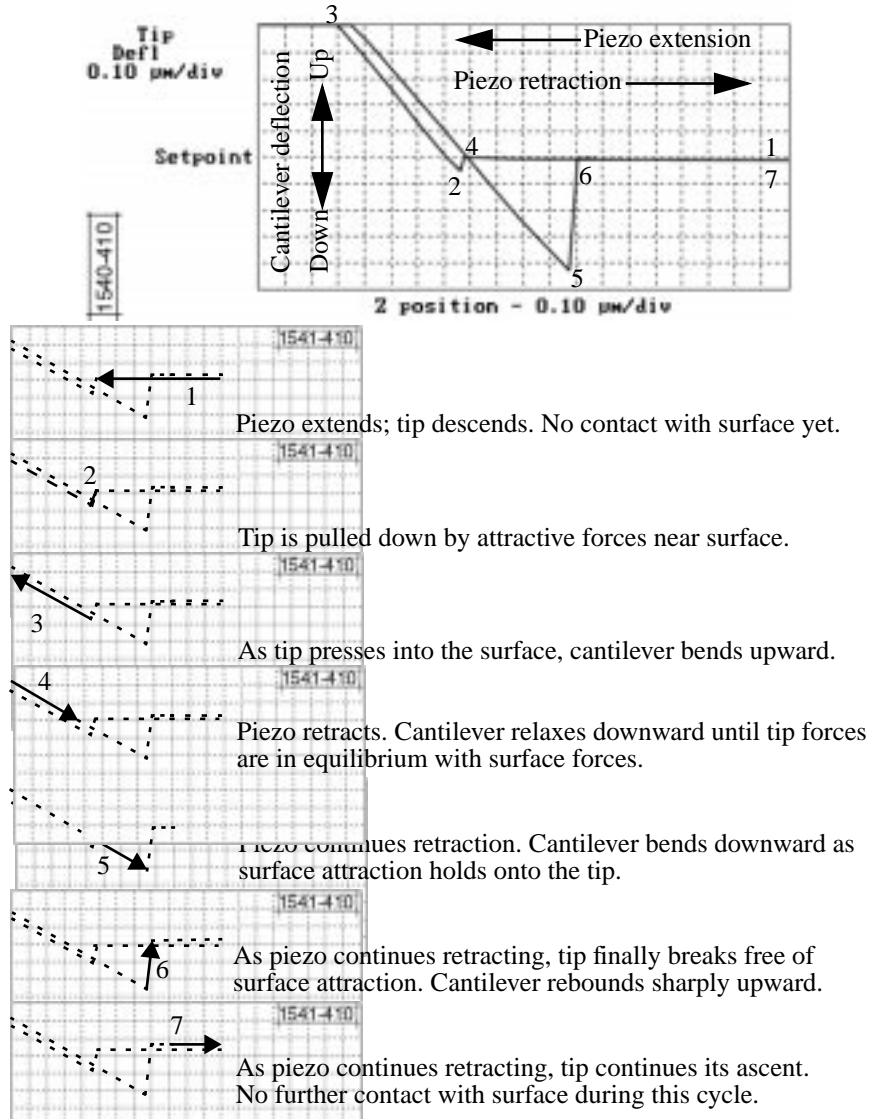 3
Tip
Defl
0.10 µm/div
Piezo extension
Up
Piezo retraction
Cantilever deflection
Setpoint
4
1
2
6
7
Down
5
1540-410
Z position - 0.10 µm/div
1541-410
1
Piezo extends; tip descends. No contact with surface yet.
1541-410
2
Tip is pulled down by attractive forces near surface.
1541-410
3
As tip presses into the surface, cantilever bends upward.
1541-410
4
Piezo retracts. Cantilever relaxes downward until tip forces
are in equilibrium with surface forces.
Piezo continues retraction. Cantilever bends downward as
5
surface attraction holds onto the tip.
1541-410
As piezo continues retracting, tip finally breaks free of
6
surface attraction. Cantilever rebounds sharply upward.
1541-410
7
As piezo continues retracting, tip continues its ascent.
No further contact with surface during this cycle.